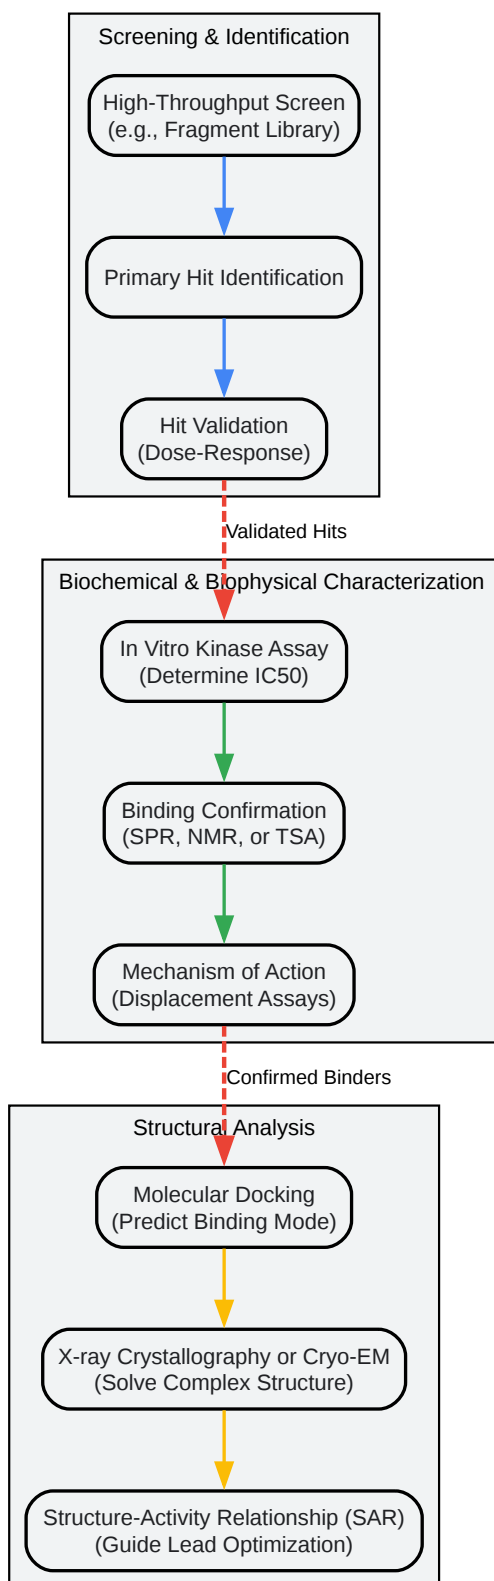 Screening & Identification
High-Throughput Screen
(e.g., Fragment Library)
Primary Hit Identification
Hit Validation
(Dose-Response)
Validated Hits
Biochemical & Biophysical Characterization
In Vitro Kinase Assay
(Determine IC50)
Binding Confirmation
(SPR, NMR, or TSA)
Mechanism of Action
(Displacement Assays)
Confirmed Binders
Structural Analysis
Molecular Docking
(Predict Binding Mode)
X-ray Crystallography or Cryo-EM
(Solve Complex Structure)
Structure-Activity Relationship (SAR)
(Guide Lead Optimization)